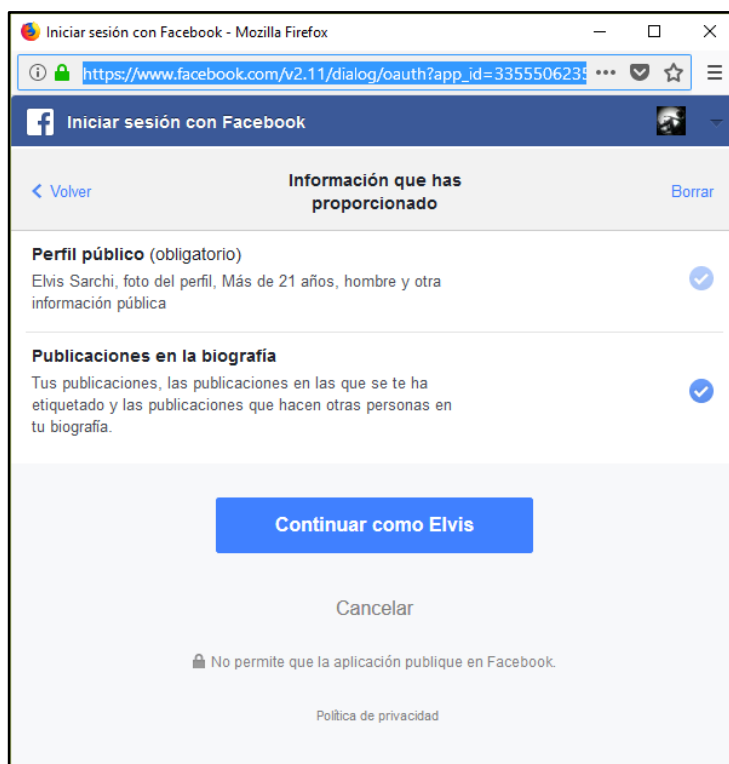 Iniciar sesión con Facebook - Mozilla Firefox
https://www.facebook.com/v2.11/dialog/oauth?app_id=3355506235
Iniciar sesión con Facebook
Volver
Información que has
proporcionado
Borrar
Perfil público (obligatorio)
Elvis Sarchi, foto del perfil, Más de 21 años, hombre y otra
información pública
Publicaciones en la biografía
Tus publicaciones, las publicaciones en las que se te ha
etiquetado y las publicaciones que hacen otras personas en
tu biografía.
Continuar como Elvis
Cancelar
No permite que la aplicación publique en Facebook.
Política de privacidad